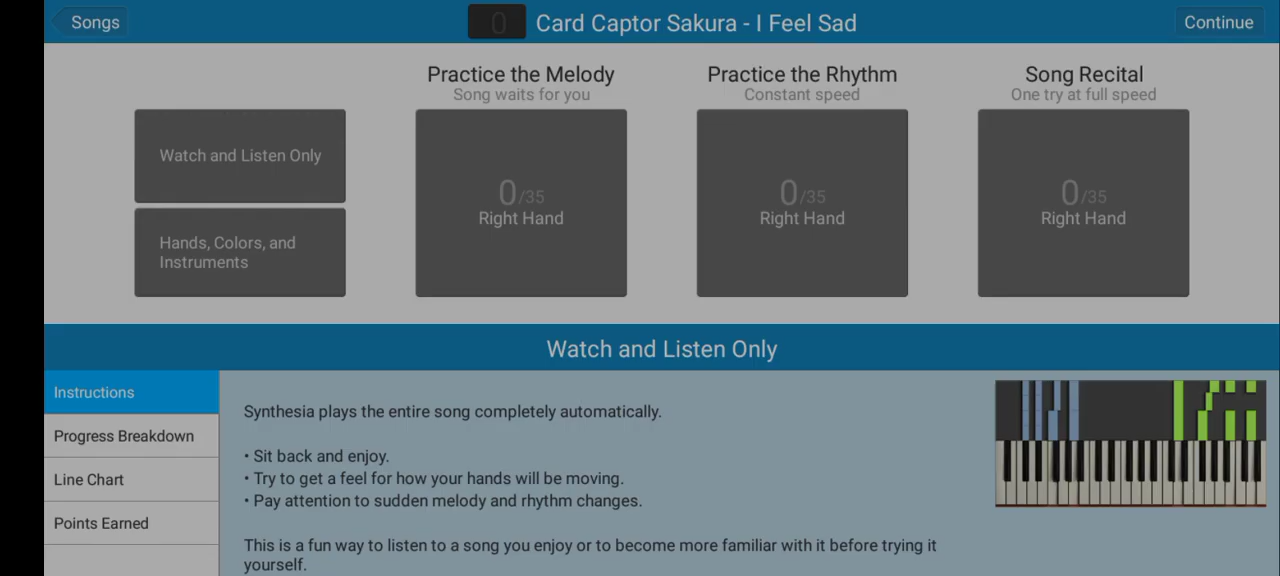 Songs
0
Card Captor Sakura - I Feel Sad
Continue
Practice the Melody
Song waits for you
Practice the Rhythm
Constant speed
Song Recital
One try at full speed
Watch and Listen Only
Hands, Colors, and
Instruments
0/35
Right Hand
0/35
Right Hand
0/35
Right Hand
Watch and Listen Only
Instructions
Progress Breakdown
Line Chart
Points Earned
Synthesia plays the entire song completely automatically.
• Sit back and enjoy.
• Try to get a feel for how your hands will be moving.
• Pay attention to sudden melody and rhythm changes.
This is a fun way to listen to a song you enjoy or to become more familiar with it before trying it
yourself.